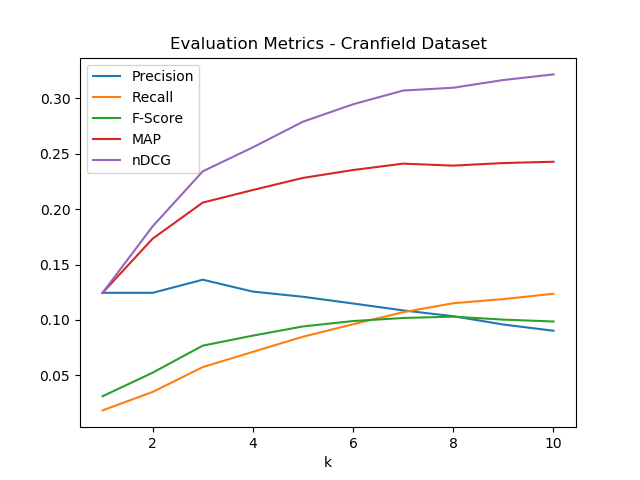 Evaluation Metrics - Cranfield Dataset
Precision
Recall
F-Score
MAP
nDCG
0.30
0.25
0.20
0.15
0.10
0.05
2 4 6 8 10
k